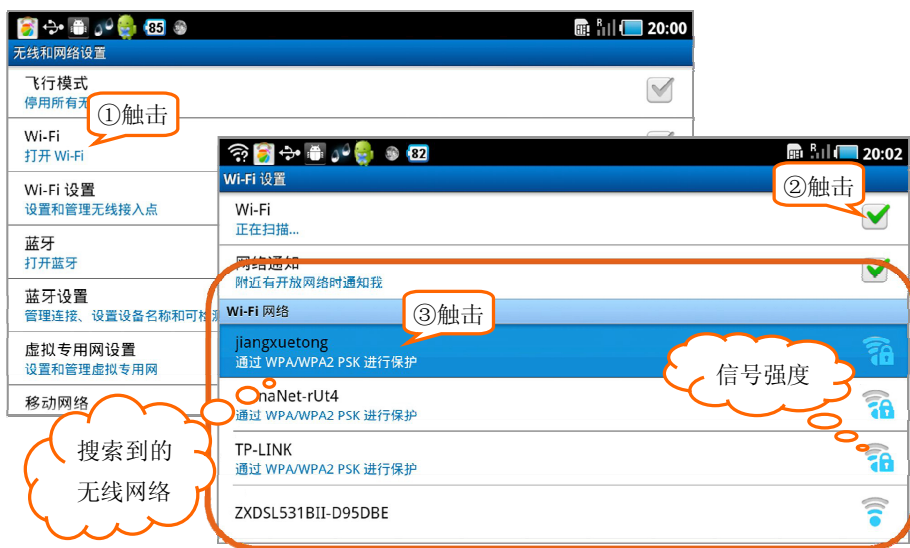 85
R
20:00
无线和网络设置
飞行模式
停用所有无
①触击
Wi-Fi
打开 Wi-Fi
Wi-Fi 设置
设置和管理无线接入点
蓝牙
打开蓝牙
蓝牙设置
管理连接、设置设备名称和可检测
虚拟专用网设置
设置和管理虚拟专用网
移动网络
搜索到的
无线网络
82
R
20:02
Wi-Fi 设置
②触击
Wi-Fi
正在扫描...
网络通知
附近有开放网络时通知我
Wi-Fi 网络
③触击
jiangxuetong
通过 WPA/WPA2 PSK 进行保护
信号强度
naNet-rUt4
通过 WPA/WPA2 PSK 进行保护
TP-LINK
通过 WPA/WPA2 PSK 进行保护
ZXDSL531BII-D95DBE